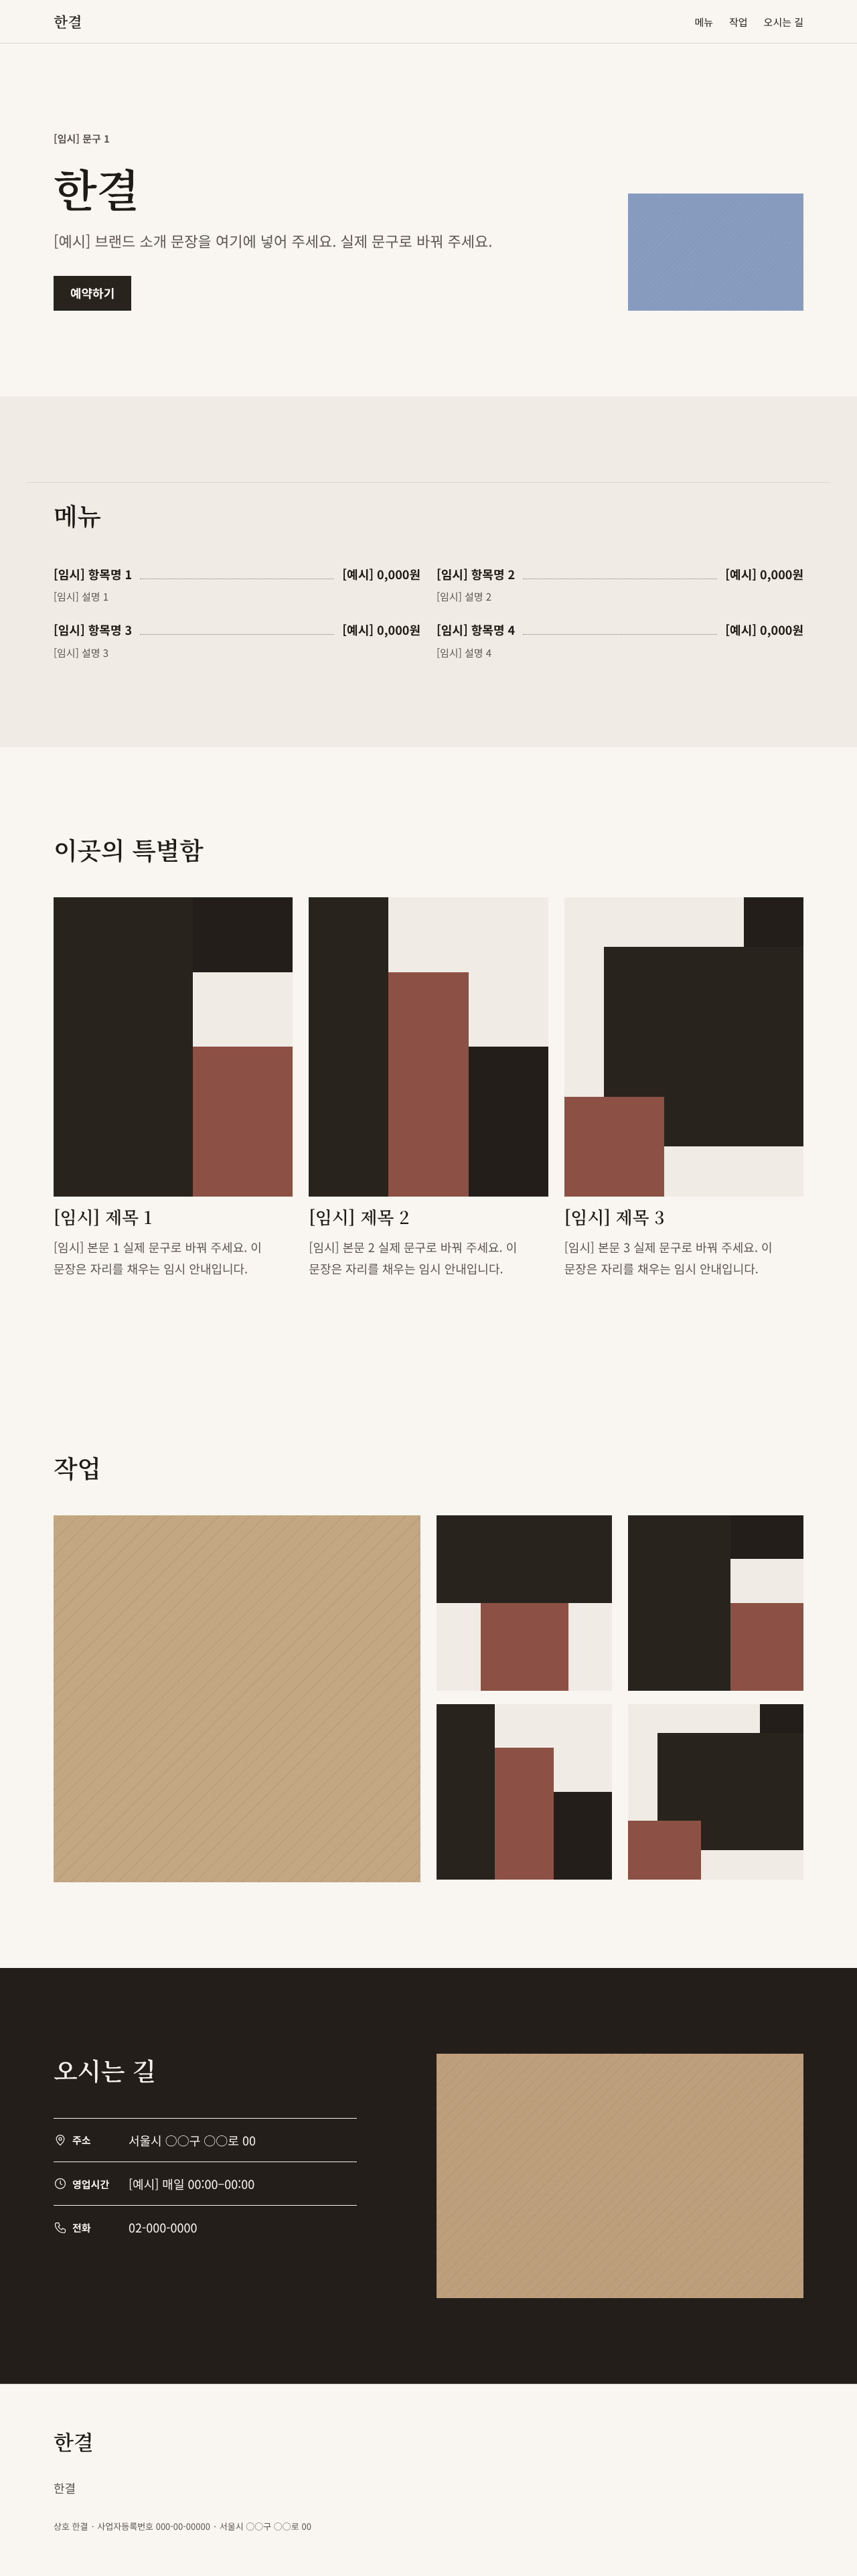 한결
메뉴 작업 오시는 길
[임시] 문구 1
한결
[예시] 브랜드 소개 문장을 여기에 넣어 주세요. 실제 문구로 바꿔 주세요.
예약하기
메뉴
[임시] 항목명 1 [예시] 0,000원
[임시] 설명 1
[임시] 항목명 2 [예시] 0,000원
[임시] 설명 2
[임시] 항목명 3 [예시] 0,000원
[임시] 설명 3
[임시] 항목명 4 [예시] 0,000원
[임시] 설명 4
이곳의 특별함
[임시] 제목 1
[임시] 본문 1 실제 문구로 바꿔 주세요. 이
문장은 자리를 채우는 임시 안내입니다.
[임시] 제목 2
[임시] 본문 2 실제 문구로 바꿔 주세요. 이
문장은 자리를 채우는 임시 안내입니다.
[임시] 제목 3
[임시] 본문 3 실제 문구로 바꿔 주세요. 이
문장은 자리를 채우는 임시 안내입니다.
작업
오시는 길
주소 서울시 ○○구 ○○로 00
영업시간 [예시] 매일 00:00–00:00
전화 02-000-0000
한결
한결
상호 한결 · 사업자등록번호 000-00-00000 · 서울시 ○○구 ○○로 00